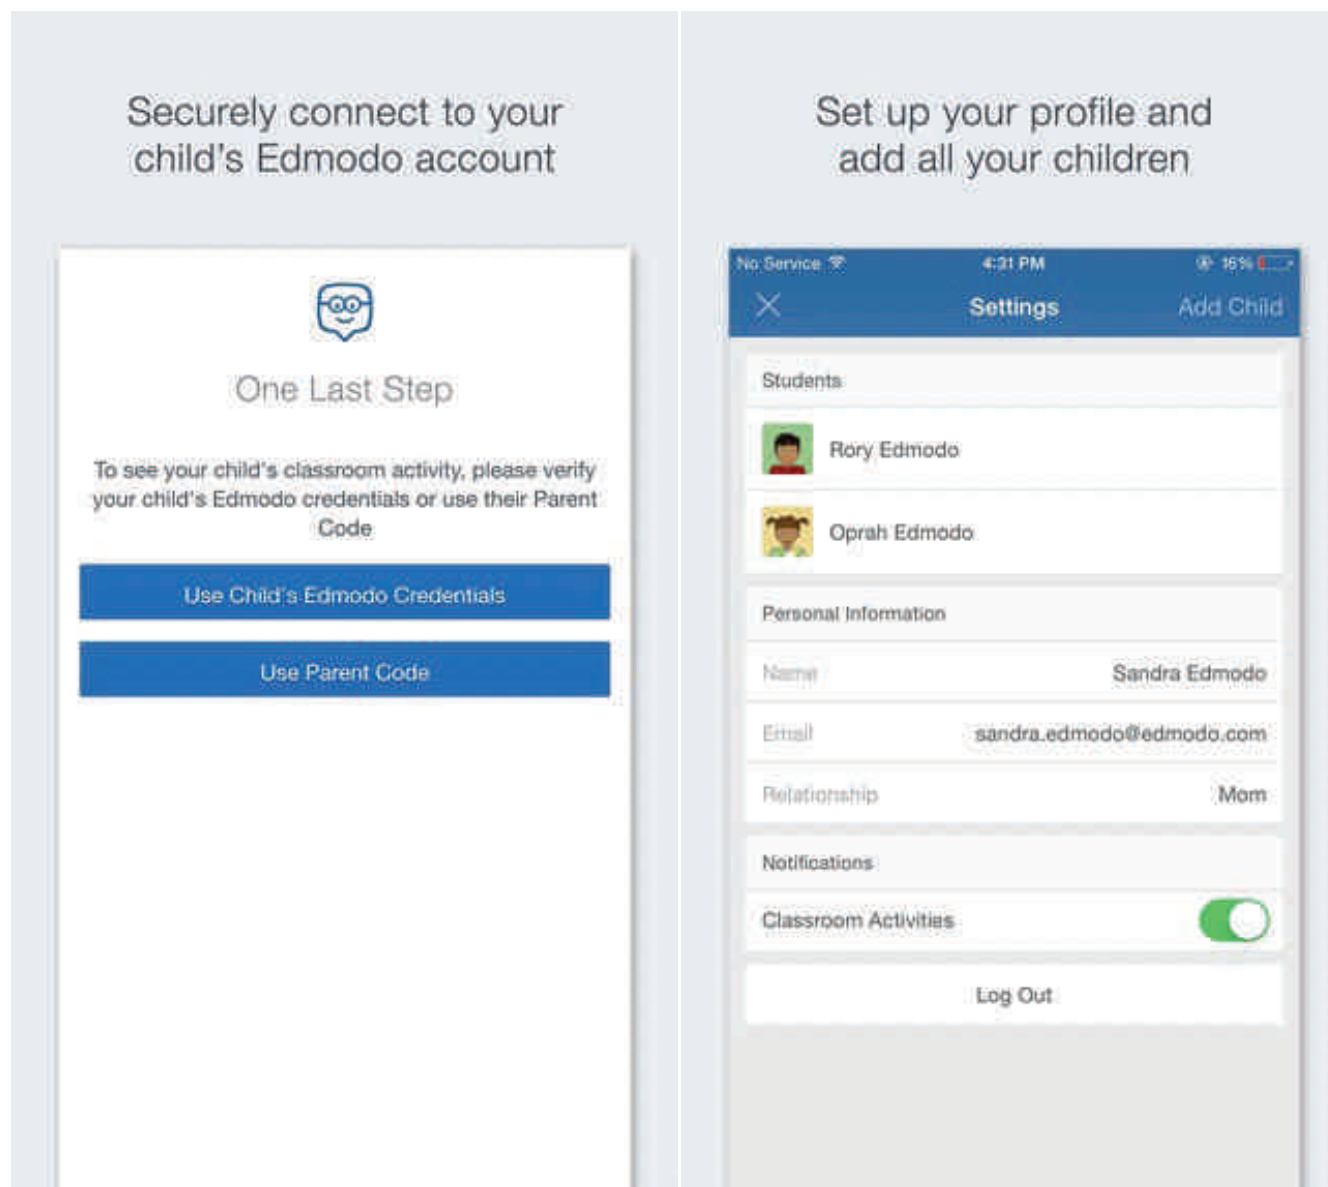 Securely connect to your
child's Edmodo account
One Last Step
To see your child's classroom activity, please verify
your child's Edmodo credentials or use their Parent
Code
Use Child's Edmodo Credentials
Use Parent Code
Set up your profile and
add all your children
No Service 4:31 PM 16%
Settings Add Child
Students
Rory Edmodo
Oprah Edmodo
Personal Information
Name Sandra Edmodo
Email sandra.edmodo@edmodo.com
Relationship Mom
Notifications
Classroom Activities
Log Out